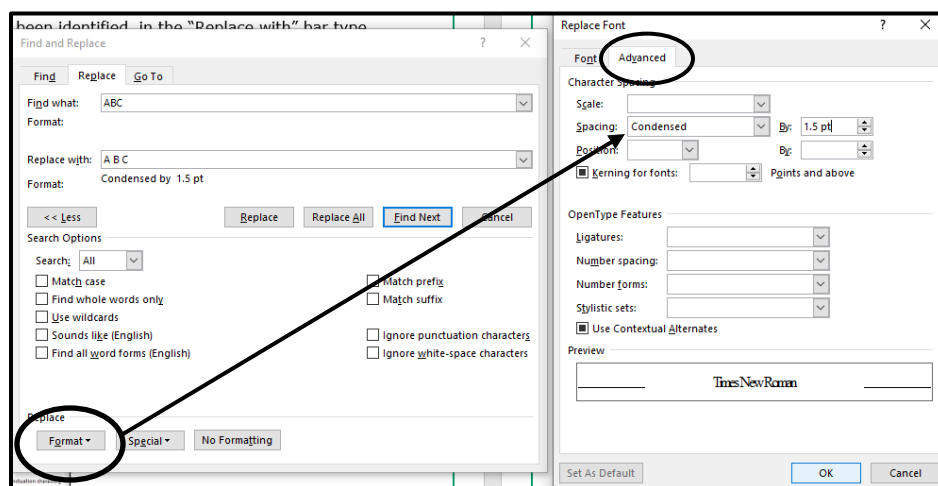 been identified, in the “Replace with” bar type
Find and Replace
? ×
Find Replace Go To
Find what: ABC
Format:
Replace with: A B C
Format: Condensed by 1.5 pt
<< Less Replace Replace All Find Next Cancel
Search Options
Search: All
Match case
Find whole words only
Use wildcards
Sounds like (English)
Find all word forms (English)
Match prefix
Match suffix
Ignore punctuation characters
Ignore white-space characters
Replace
Format Special No Formatting
Replace Font
? ×
Font Advanced
Character Spacing
Scale:
Spacing: Condensed By: 1.5 pt
Position: By:
Kerning for fonts: Points and above
OpenType Features
Ligatures:
Number spacing:
Number forms:
Stylistic sets:
Use Contextual Alternates
Preview
Times New Roman
Set As Default OK Cancel